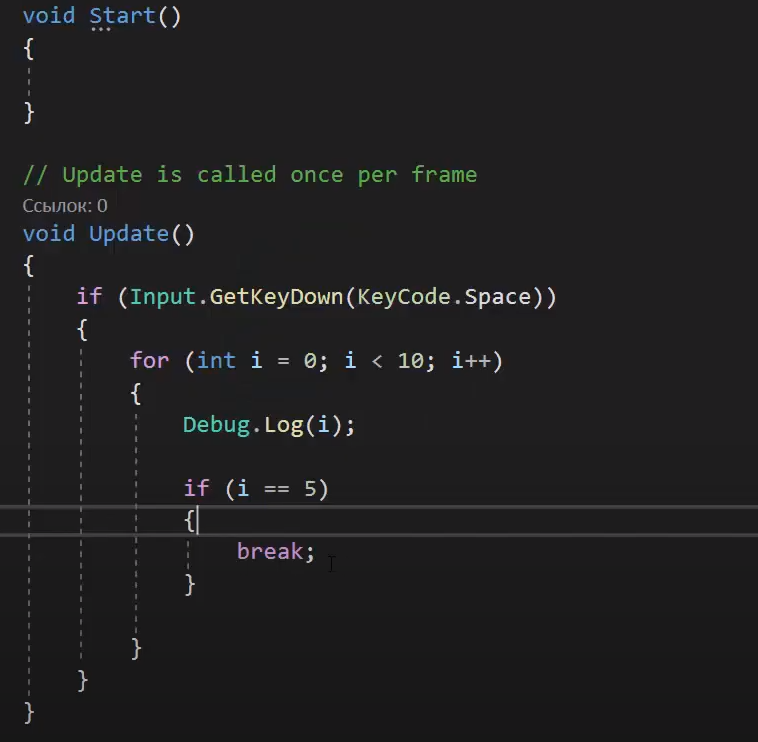 void Start()
{
}
// Update is called once per frame
Ссылок: 0
void Update()
{
if (Input.GetKeyDown(KeyCode.Space))
{
for (int i = 0; i < 10; i++)
{
Debug.Log(i);
if (i == 5)
{
break;
}
}
}
}